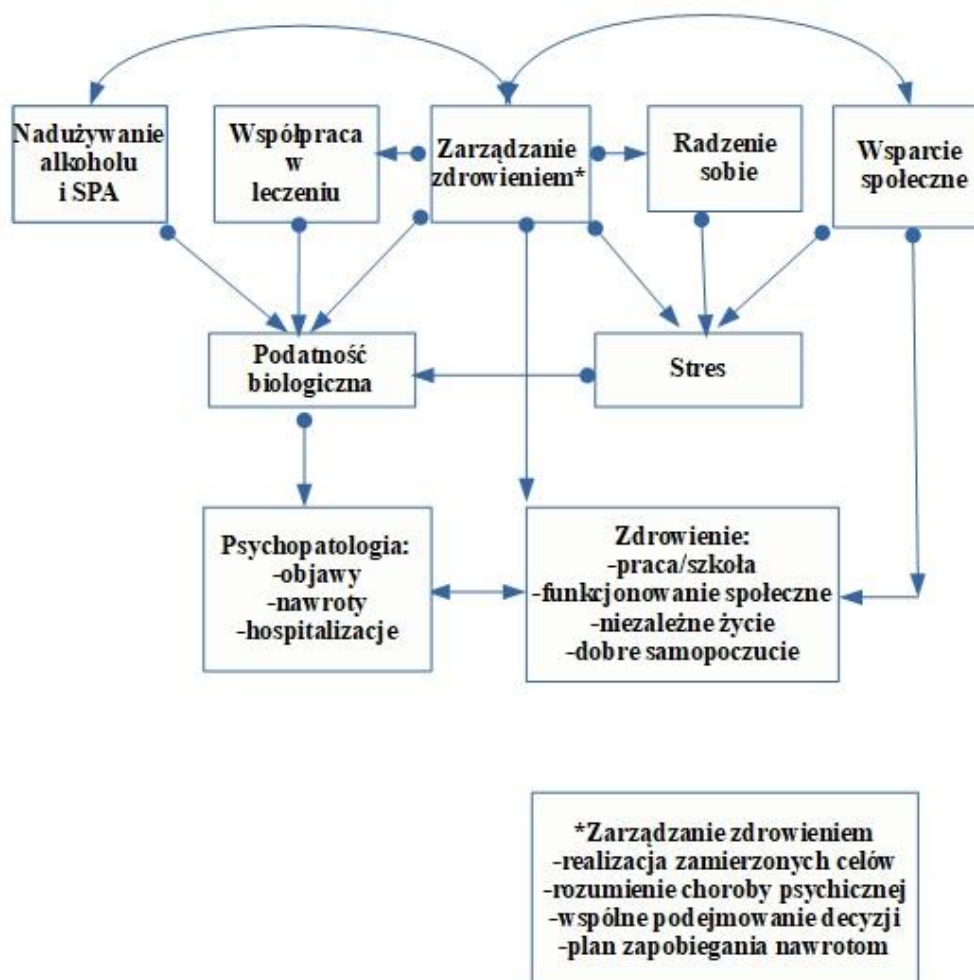 Nadużywanie
alkoholu
i SPA
Współpraca
w
leczeniu
Zarządzanie
zdrowieniem*
Radzenie
sobie
Wsparcie
społeczne
Podatność
biologiczna
Stres
Psychopatologia:
-objawy
-nawroty
-hospitalizacje
Zdrowienie:
-praca/szkoła
-funkcjonowanie społeczne
-niezależne życie
-dobre samopoczucie
*Zarządzanie zdrowieniem
-realizacja zamierzonych celów
-rozumienie choroby psychicznej
-wspólne podejmowanie decyzji
-plan zapobiegania nawrotom